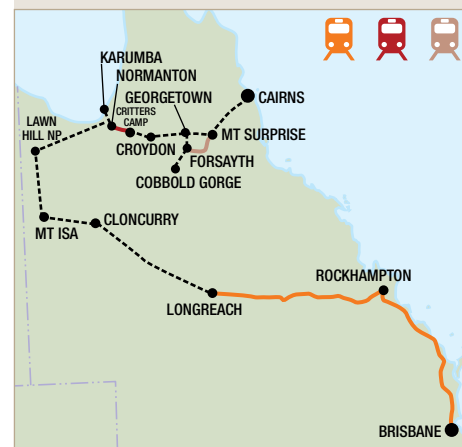 KARUMBA
NORMANTON
GEORGETOWN
CRITTERS
CAMP
CAIRNS
LAWN
HILL NP
CROYDON
MT SURPRISE
FORSAYTH
COBBOLD GORGE
MT ISA
CLONCURRY
ROCKHAMPTON
LONGREACH
BRISBANE